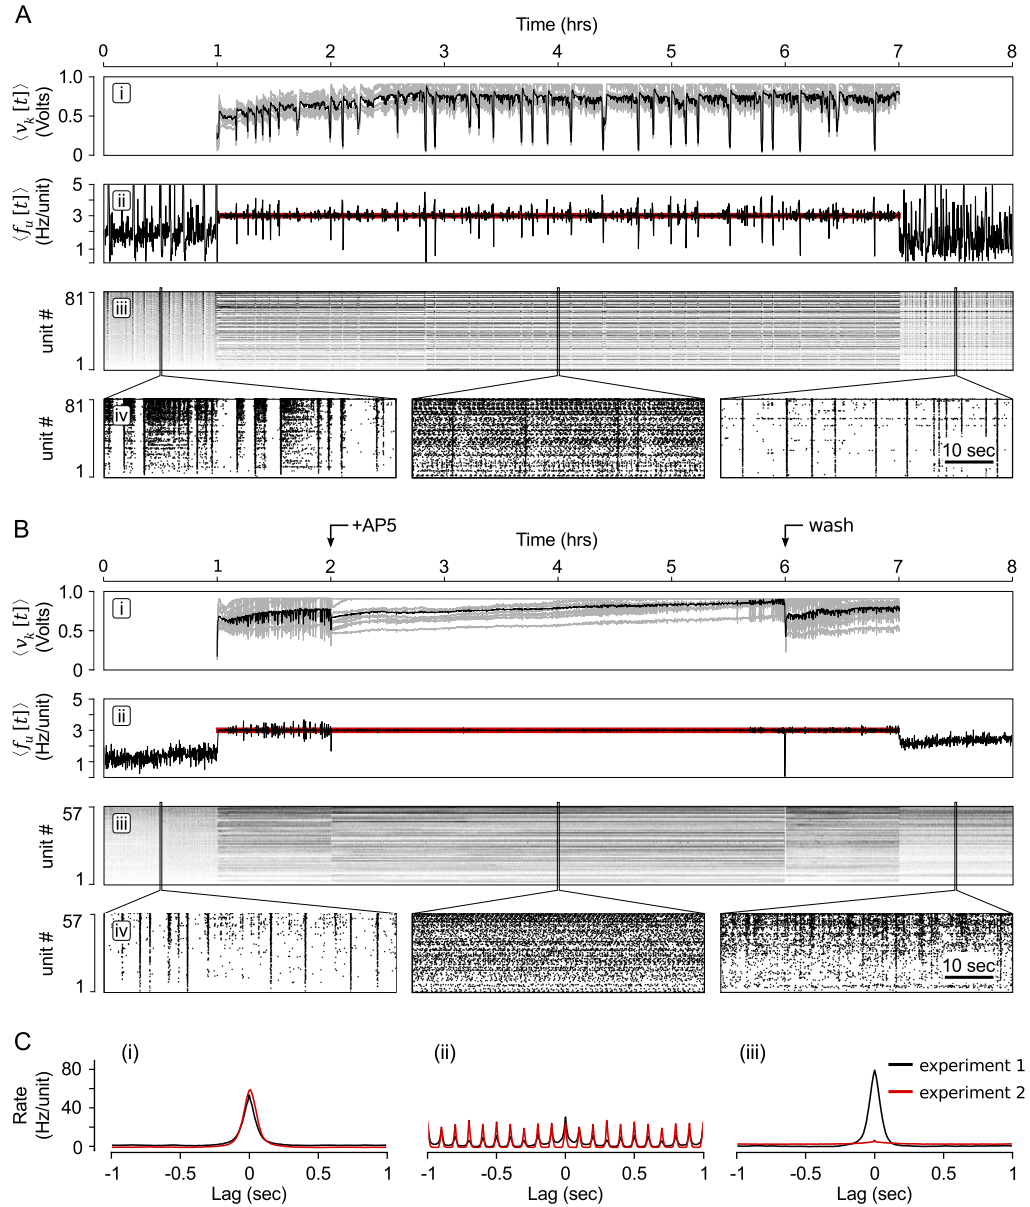 A
Time (hrs)
0 1 2 3 4 5 6 7 8
⟨v_k[t]⟩
(Volts)
1.0
0.5
0
i
⟨f_u[t]⟩
(Hz/unit)
5
3
1
ii
unit #
81
1
iii
unit #
81
1
iv
10 sec
B
+AP5
wash
Time (hrs)
0 1 2 3 4 5 6 7 8
⟨v_k[t]⟩
(Volts)
1.0
0.5
0
i
⟨f_u[t]⟩
(Hz/unit)
5
3
1
ii
unit #
57
1
iii
unit #
57
1
iv
10 sec
C
(i)
(ii)
(iii)
experiment 1
experiment 2
Rate
(Hz/unit)
80
40
0
-1 -0.5 0 0.5 1
-1 -0.5 0 0.5 1
-1 -0.5 0 0.5 1
Lag (sec)
Lag (sec)
Lag (sec)